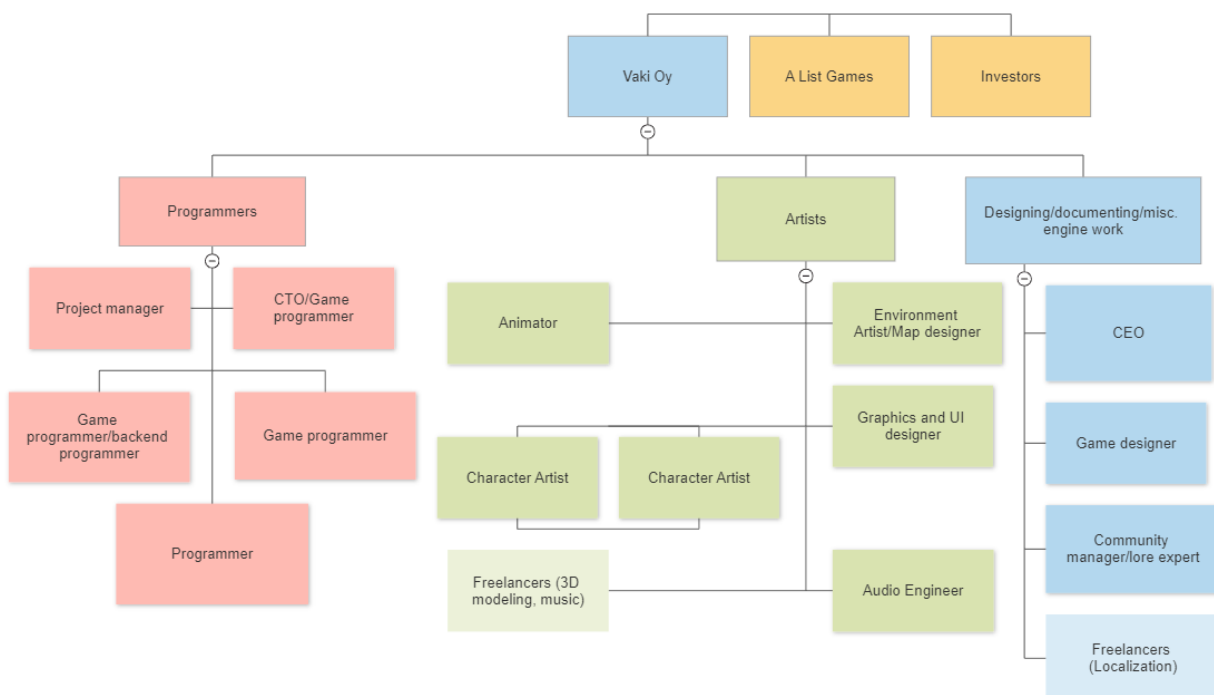 Vaki Oy
A List Games
Investors
Programmers
Artists
Designing/documenting/misc.
engine work
Project manager
CTO/Game
programmer
Game
programmer/backend
programmer
Game programmer
Programmer
Animator
Environment
Artist/Map designer
Graphics and UI
designer
Character Artist
Character Artist
Freelancers (3D
modeling, music)
Audio Engineer
CEO
Game designer
Community
manager/lore expert
Freelancers
(Localization)